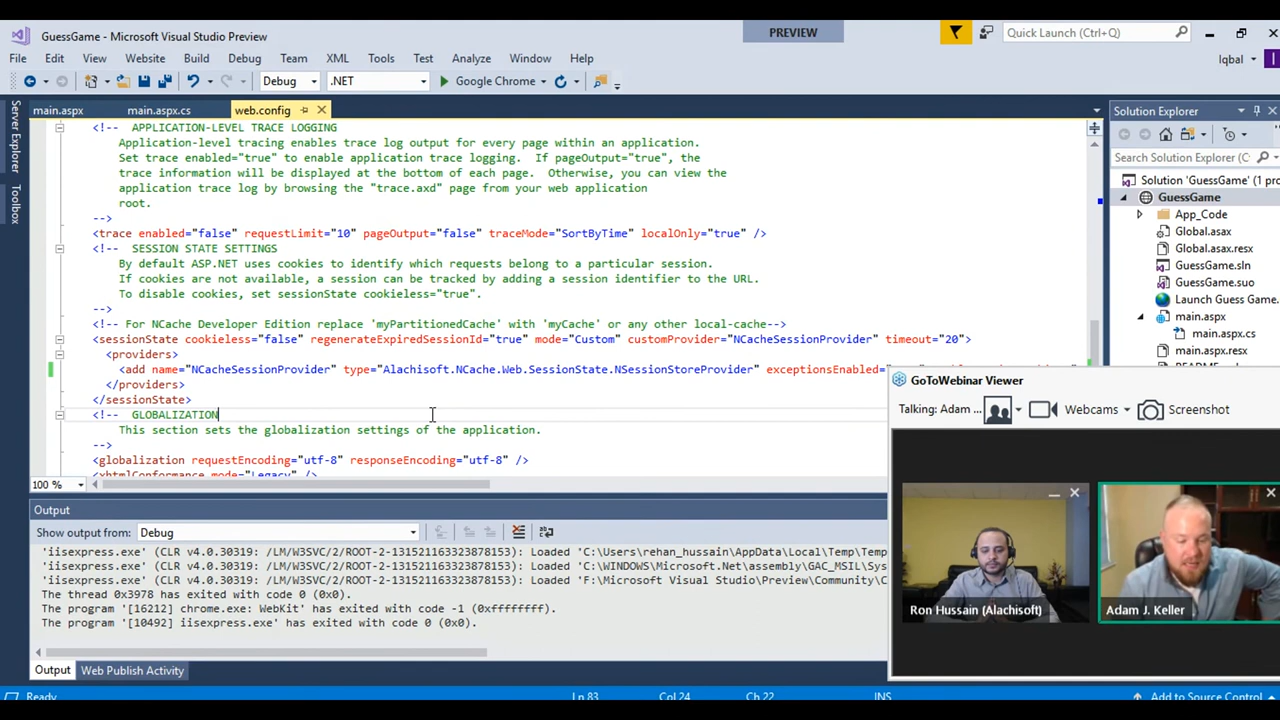 GuessGame - Microsoft Visual Studio Preview
PREVIEW
Quick Launch (Ctrl+Q)
File Edit View Website Build Debug Team XML Tools Test Analyze Window Help
Iqbal
Debug .NET Google Chrome
Server Explorer
Toolbox
main.aspx main.aspx.cs web.config
<!-- APPLICATION-LEVEL TRACE LOGGING
Application-level tracing enables trace log output for every page within an application.
Set trace enabled="true" to enable application trace logging. If pageOutput="true", the
trace information will be displayed at the bottom of each page. Otherwise, you can view the
application trace log by browsing the "trace.axd" page from your web application
root.
-->
<trace enabled="false" requestLimit="10" pageOutput="false" traceMode="SortByTime" localOnly="true" />
<!-- SESSION STATE SETTINGS
By default ASP.NET uses cookies to identify which requests belong to a particular session.
If cookies are not available, a session can be tracked by adding a session identifier to the URL.
To disable cookies, set sessionState cookieless="true".
-->
<!-- For NCache Developer Edition replace 'myPartitionedCache' with 'myCache' or any other local-cache-->
<sessionState cookieless="false" regenerateExpiredSessionId="true" mode="Custom" customProvider="NCacheSessionProvider" timeout="20">
<providers>
<add name="NCacheSessionProvider" type="Alachisoft.NCache.Web.SessionState.NSessionStoreProvider" exceptionsEnabled=
</providers>
</sessionState>
<!-- GLOBALIZATION
This section sets the globalization settings of the application.
-->
<globalization requestEncoding="utf-8" responseEncoding="utf-8" />
<xhtmlConformance mode="Legacy" />
100 %
Output
Show output from: Debug
'iisexpress.exe' (CLR v4.0.30319: /LM/W3SVC/2/ROOT-2-131521163323878153): Loaded 'C:\Users\rehan_hussain\AppData\Local\Temp\Temp
'iisexpress.exe' (CLR v4.0.30319: /LM/W3SVC/2/ROOT-2-131521163323878153): Loaded 'C:\WINDOWS\Microsoft.Net\assembly\GAC_MSIL\Sys
'iisexpress.exe' (CLR v4.0.30319: /LM/W3SVC/2/ROOT-2-131521163323878153): Loaded 'F:\Microsoft Visual Studio\Preview\Community\C
The thread 0x3978 has exited with code 0 (0x0).
The program '[16212] chrome.exe: WebKit' has exited with code -1 (0xffffffff).
The program '[10492] iisexpress.exe' has exited with code 0 (0x0).
Output Web Publish Activity
Ready Ln 83 Col 24 Ch 22 INS Add to Source Control
Solution Explorer
Search Solution Explorer (Ctrl+
Solution 'GuessGame' (1 pro
GuessGame
App_Code
Global.asax
Global.asax.resx
GuessGame.sln
GuessGame.suo
Launch Guess Game.
main.aspx
main.aspx.cs
main.aspx.resx
GoToWebinar Viewer
Talking: Adam ... Webcams Screenshot
Ron Hussain (Alachisoft)
Adam J. Keller